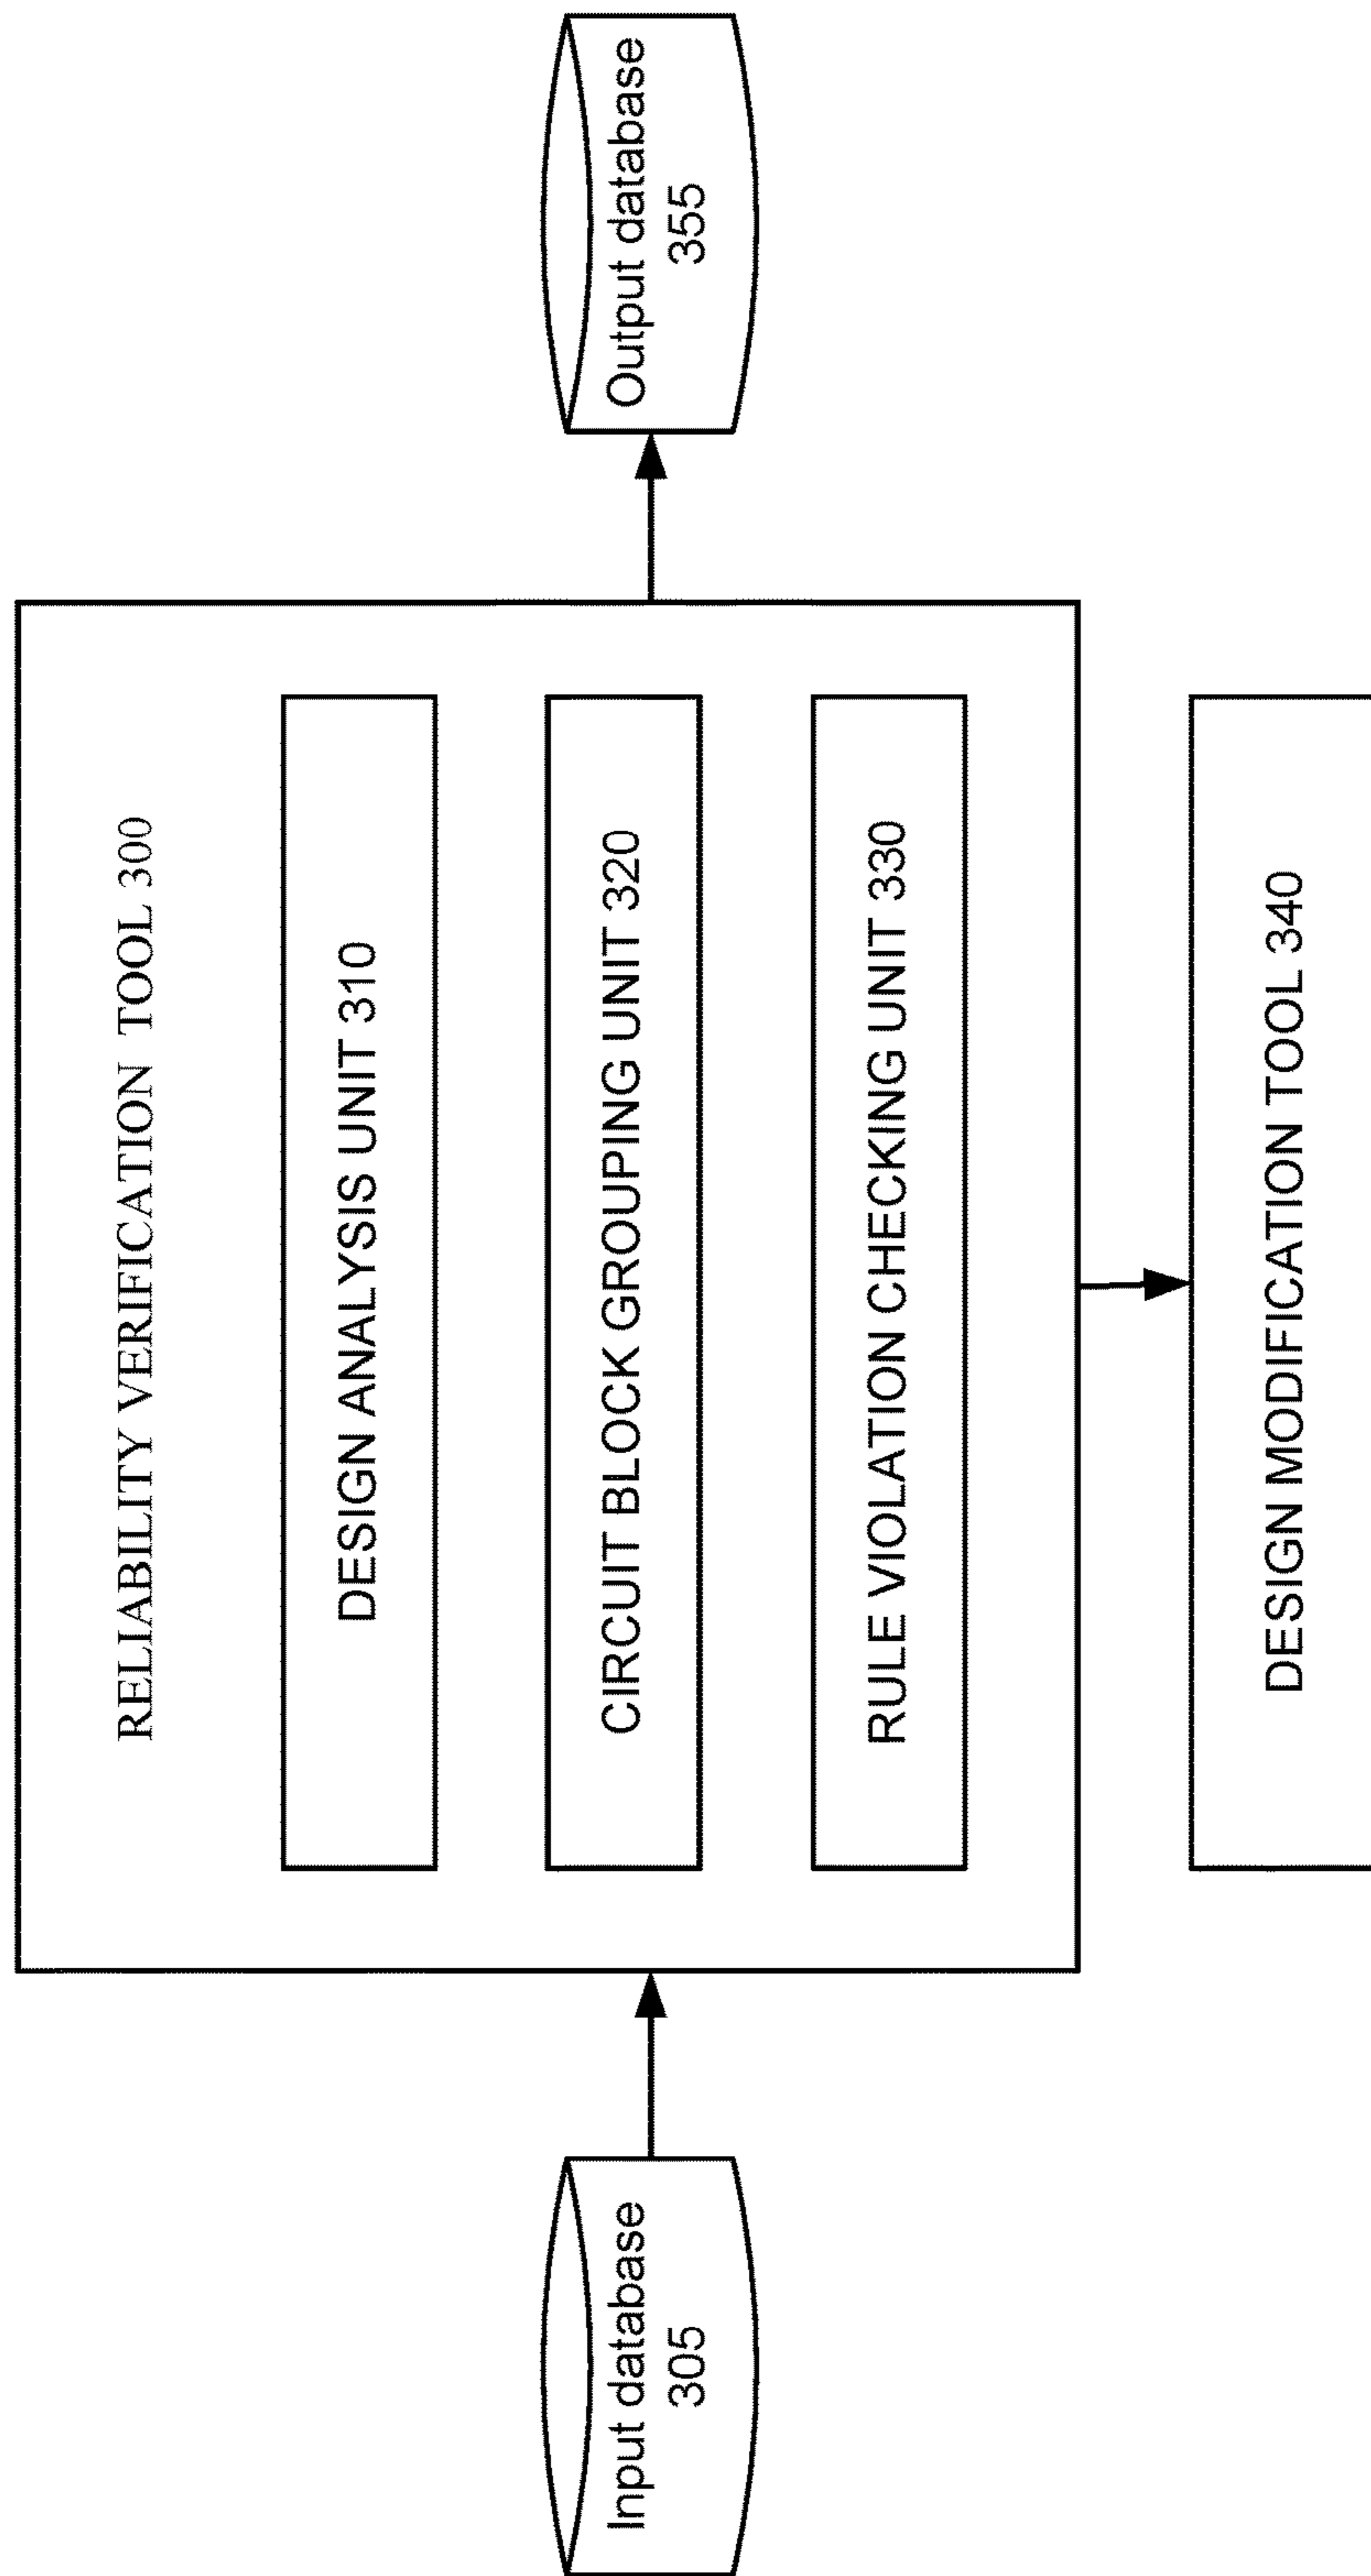 RELIABILITY VERIFICATION TOOL 300
DESIGN ANALYSIS UNIT 310
Input database
305
CIRCUIT BLOCK GROUPING UNIT 320
Output database
355
RULE VIOLATION CHECKING UNIT 330
DESIGN MODIFICATION TOOL 340